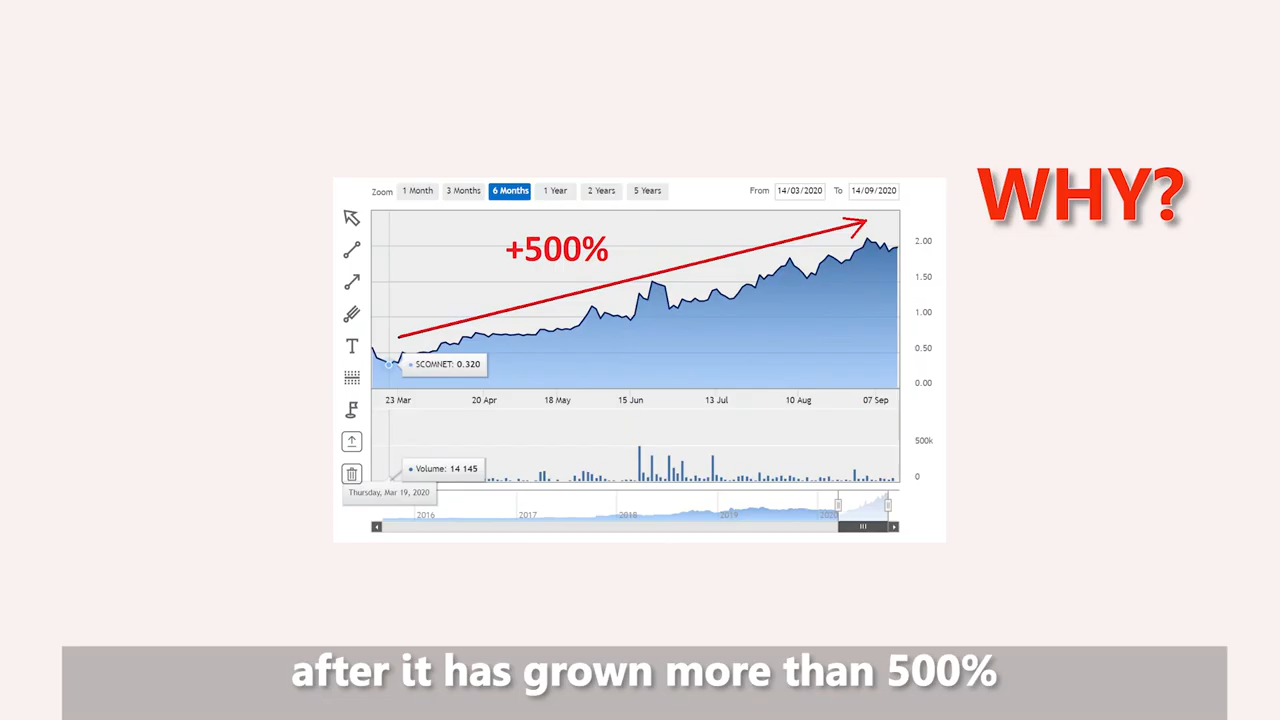 WHY?
Zoom 1 Month 3 Months 6 Months 1 Year 2 Years 5 Years From 14/03/2020 To 14/09/2020
+500%
2.00
1.50
1.00
0.50
0.00
T
SCOMNET: 0.320
23 Mar 20 Apr 18 May 15 Jun 13 Jul 10 Aug 07 Sep
500k
0
Volume: 14 145
Thursday, Mar 19, 2020
2016 2017 2018 2019 2020
after it has grown more than 500%